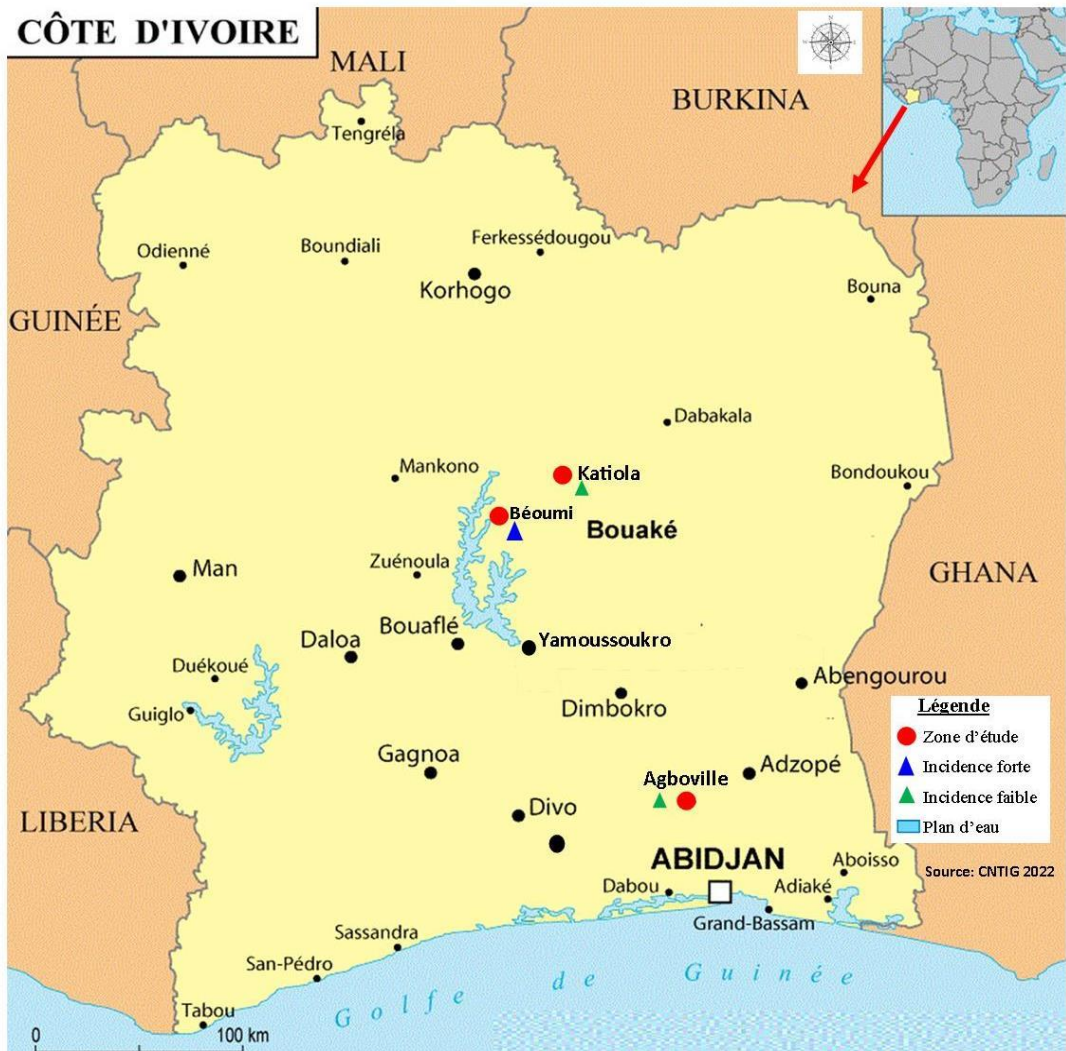 CÔTE D'IVOIRE
MALI
BURKINA
Tengréla
Ferkessédougou
Boundiali
Odienné
Korhogo
Bouna
GUINÉE
Dabakala
Mankono
Katiola
Bondoukou
Béoumi
Bouaké
Zuénoula
Man
GHANA
Bouaflé
Yamoussoukro
Daloa
Duékoué
Abengourou
Guiglo
Dimbokro
Légende
Zone d'étude
Incidence forte
Incidence faible
Plan d'eau
Source: CNTIG 2022
Gagnoa
Adzopé
Agboville
Divo
LIBERIA
ABIDJAN
Aboisso
Dabou
Adiaké
Grand-Bassam
Sassandra
San-Pédro
Golfe de Guinée
Tabou
0 100 km